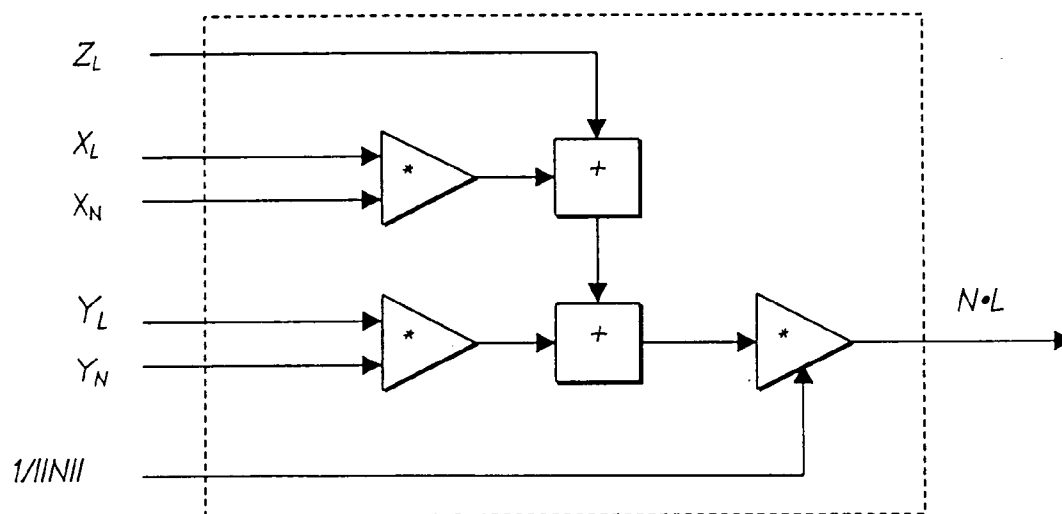 Z_L
X_L
X_N
*
+
Y_L
Y_N
*
+
*
N•L
1/||N||